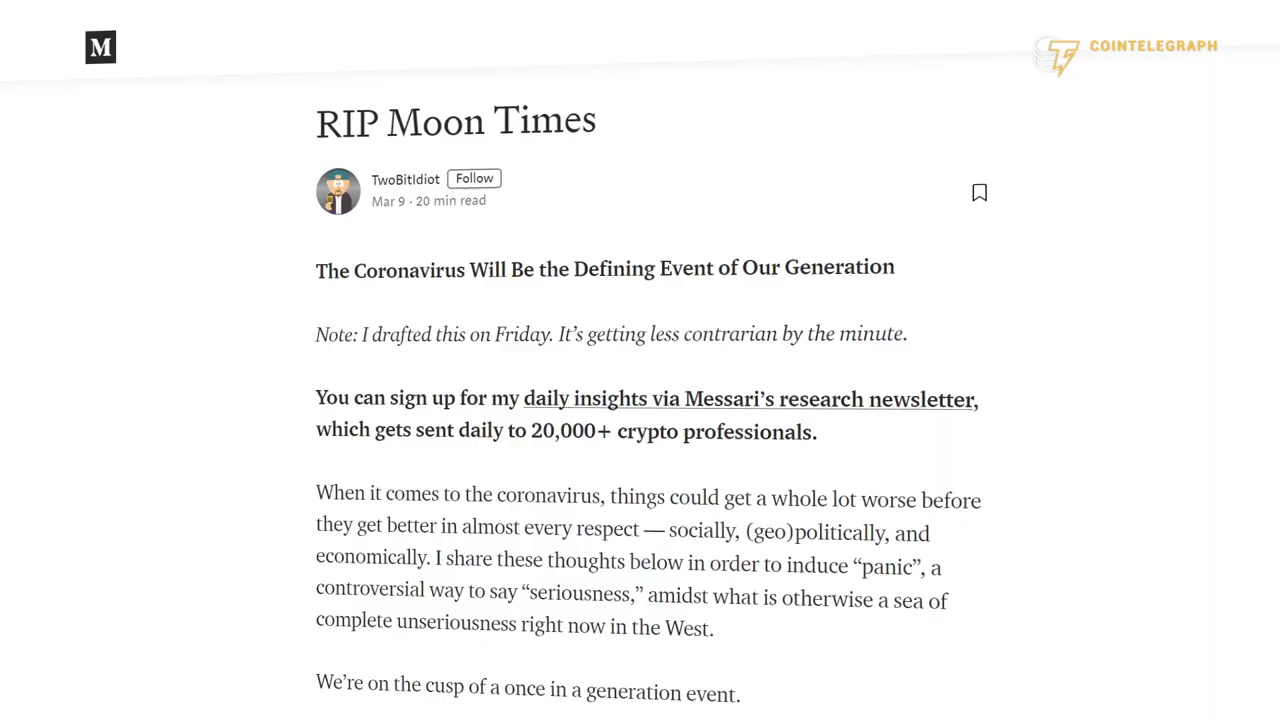 M
COINTELEGRAPH
RIP Moon Times
TwoBitIdiot Follow
Mar 9 · 20 min read
The Coronavirus Will Be the Defining Event of Our Generation
Note: I drafted this on Friday. It’s getting less contrarian by the minute.
You can sign up for my daily insights via Messari’s research newsletter,
which gets sent daily to 20,000+ crypto professionals.
When it comes to the coronavirus, things could get a whole lot worse before
they get better in almost every respect — socially, (geo)politically, and
economically. I share these thoughts below in order to induce “panic”, a
controversial way to say “seriousness,” amidst what is otherwise a sea of
complete unseriousness right now in the West.
We’re on the cusp of a once in a generation event.